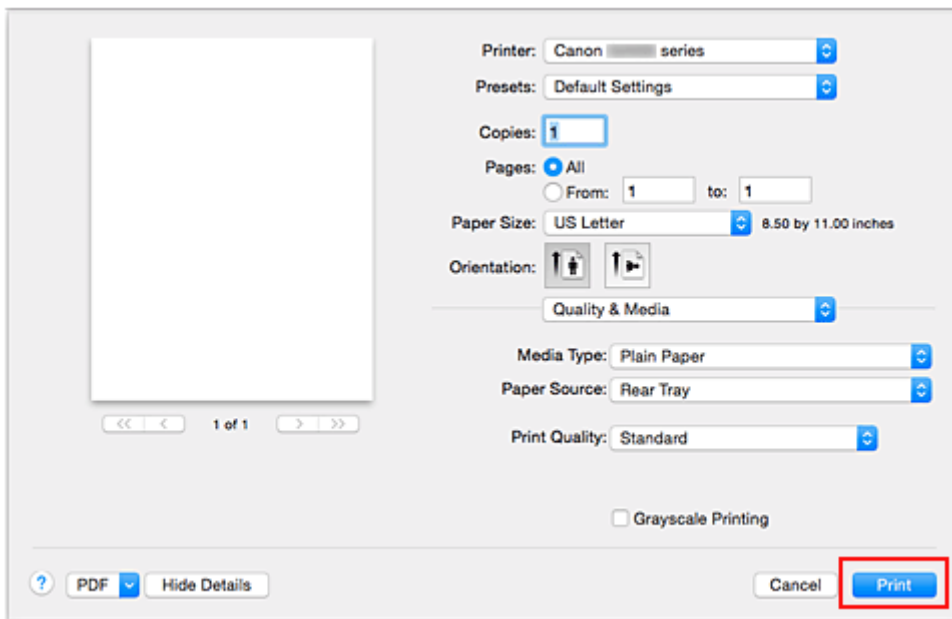 Printer: Canon series
Presets: Default Settings
Copies: 1
Pages: All
From: 1 to: 1
Paper Size: US Letter 8.50 by 11.00 inches
Orientation:
Quality & Media
Media Type: Plain Paper
Paper Source: Rear Tray
<< < 1 of 1 > >>
Print Quality: Standard
Grayscale Printing
? PDF Hide Details Cancel Print